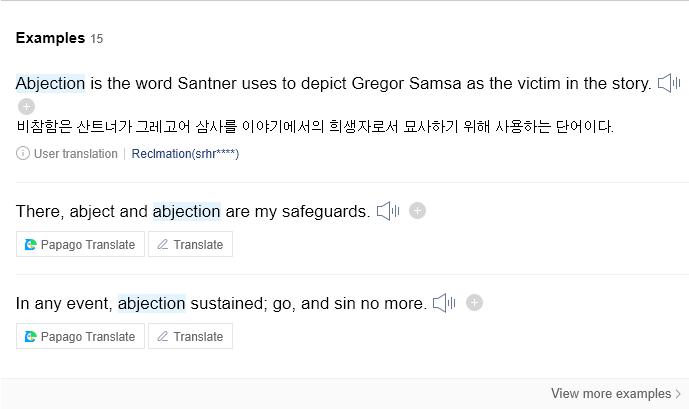 Examples 15
Abjection is the word Santner uses to depict Gregor Samsa as the victim in the story.
비참함은 산트너가 그레고어 삼사를 이야기에서의 희생자로서 묘사하기 위해 사용하는 단어이다.
User translation | Reclmation(srhr****)
There, abject and abjection are my safeguards.
Papago Translate Translate
In any event, abjection sustained; go, and sin no more.
Papago Translate Translate
View more examples